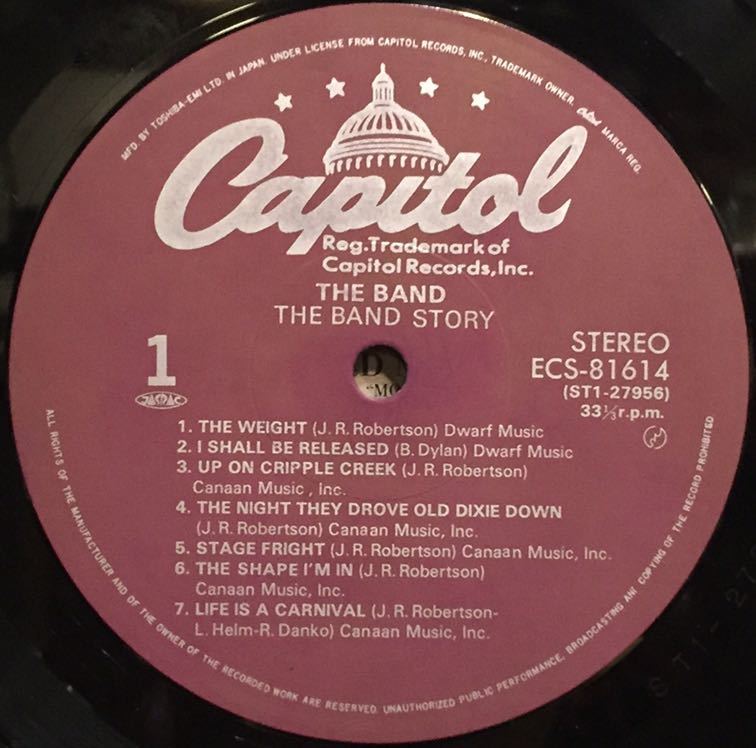 MFD. BY TOSHIBA-EMI LTD. IN JAPAN. UNDER LICENSE FROM CAPITOL RECORDS, INC., TRADEMARK OWNER. Capitol MARCA REG.
Capitol
Reg.Trademark of
Capitol Records,Inc.
THE BAND
THE BAND STORY
1
JASRAC
STEREO
ECS-81614
(ST1-27956)
33⅓r.p.m.
1. THE WEIGHT (J. R. Robertson) Dwarf Music
2. I SHALL BE RELEASED (B. Dylan) Dwarf Music
3. UP ON CRIPPLE CREEK (J. R. Robertson)
Canaan Music, Inc.
4. THE NIGHT THEY DROVE OLD DIXIE DOWN
(J. R. Robertson) Canaan Music, Inc.
5. STAGE FRIGHT (J. R. Robertson) Canaan Music, Inc.
6. THE SHAPE I'M IN (J. R. Robertson)
Canaan Music, Inc.
7. LIFE IS A CARNIVAL (J. R. Robertson-
L. Helm-R. Danko) Canaan Music, Inc.
ALL RIGHTS OF THE MANUFACTURER AND OF THE OWNER OF THE RECORDED WORK ARE RESERVED. UNAUTHORIZED PUBLIC PERFORMANCE, BROADCASTING AND COPYING OF THE RECORD PROHIBITED